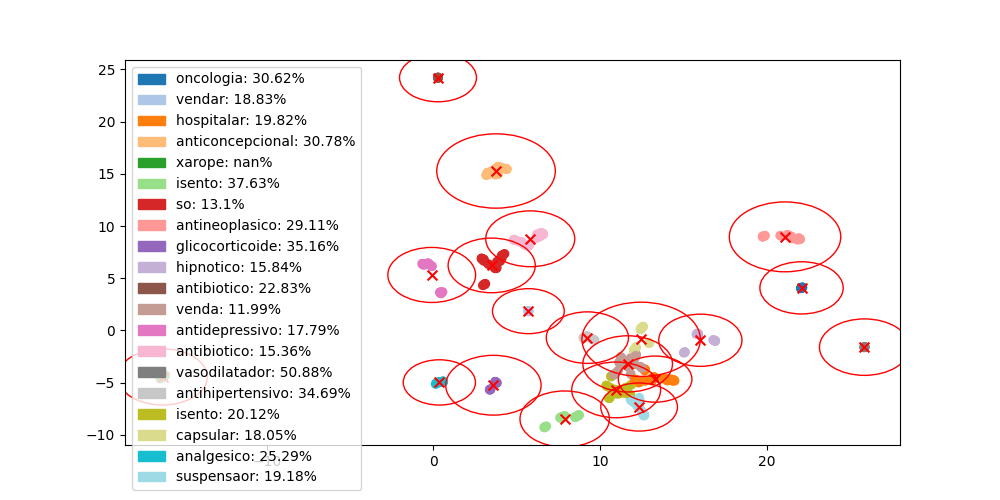 oncologia: 30.62%
vendar: 18.83%
hospitalar: 19.82%
anticoncepcional: 30.78%
xarope: nan%
isento: 37.63%
so: 13.1%
antineoplasico: 29.11%
glicocorticoide: 35.16%
hipnotico: 15.84%
antibiotico: 22.83%
venda: 11.99%
antidepressivo: 17.79%
antibiotico: 15.36%
vasodilatador: 50.88%
antihipertensivo: 34.69%
isento: 20.12%
capsular: 18.05%
analgesico: 25.29%
suspensaor: 19.18%
25
20
15
10
5
0
−5
−10
−10
0
10
20